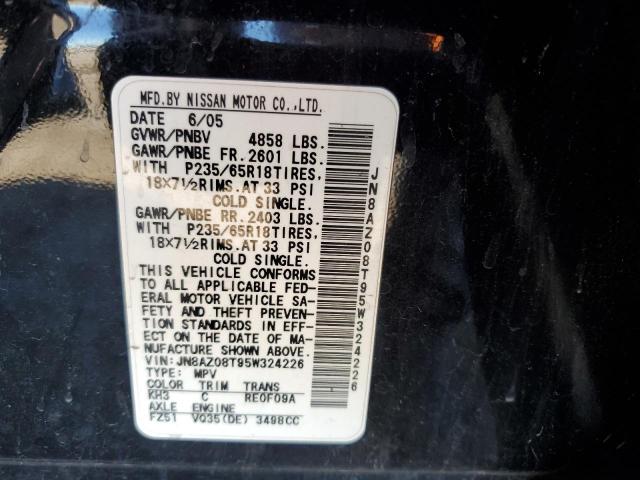 MFD.BY NISSAN MOTOR CO.,LTD.
DATE 6/05
GVWR/PNBV 4858 LBS.
GAWR/PNBE FR. 2601 LBS.
WITH P235/65R18TIRES,
18X7½RIMS.AT 33 PSI
COLD SINGLE.
GAWR/PNBE RR. 2403 LBS.
WITH P235/65R18TIRES,
18X7½RIMS.AT 33 PSI
COLD SINGLE.
THIS VEHICLE CONFORMS
TO ALL APPLICABLE FED-
ERAL MOTOR VEHICLE SA-
FETY AND THEFT PREVEN-
TION STANDARDS IN EFF-
ECT ON THE DATE OF MA-
NUFACTURE SHOWN ABOVE.
VIN:JN8AZ08T95W324226
TYPE: MPV
COLOR TRIM TRANS
KH3 C RE0F09A
AXLE ENGINE
FZ51 VQ35(DE) 3498CC
JN8AZ08T95W324226